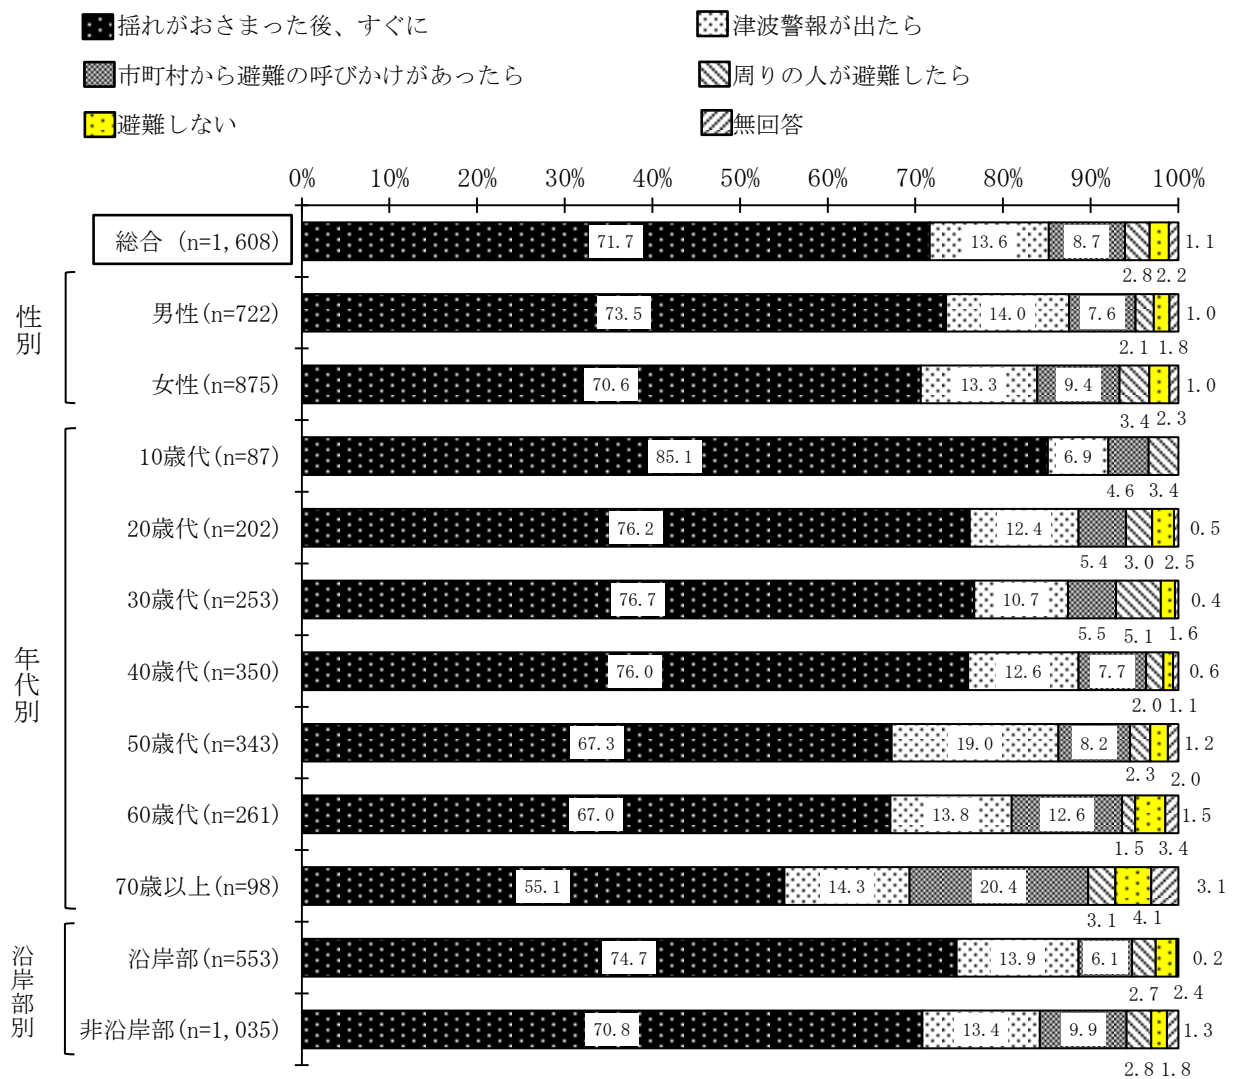 揺れがおさまった後、すぐに 津波警報が出たら
市町村から避難の呼びかけがあったら 周りの人が避難したら
避難しない 無回答
0% 10% 20% 30% 40% 50% 60% 70% 80% 90% 100%
総合 (n=1,608) 71.7 13.6 8.7 1.1
2.8 2.2
性別
男性(n=722) 73.5 14.0 7.6 1.0
2.1 1.8
女性(n=875) 70.6 13.3 9.4 1.0
3.4 2.3
年代別
10歳代(n=87) 85.1 6.9
4.6 3.4
20歳代(n=202) 76.2 12.4 0.5
5.4 3.0 2.5
30歳代(n=253) 76.7 10.7 0.4
5.5 5.1 1.6
40歳代(n=350) 76.0 12.6 7.7 0.6
2.0 1.1
50歳代(n=343) 67.3 19.0 8.2 1.2
2.3 2.0
60歳代(n=261) 67.0 13.8 12.6 1.5
1.5 3.4
70歳以上(n=98) 55.1 14.3 20.4 3.1
3.1 4.1
沿岸部別
沿岸部(n=553) 74.7 13.9 6.1 0.2
2.7 2.4
非沿岸部(n=1,035) 70.8 13.4 9.9 1.3
2.8 1.8